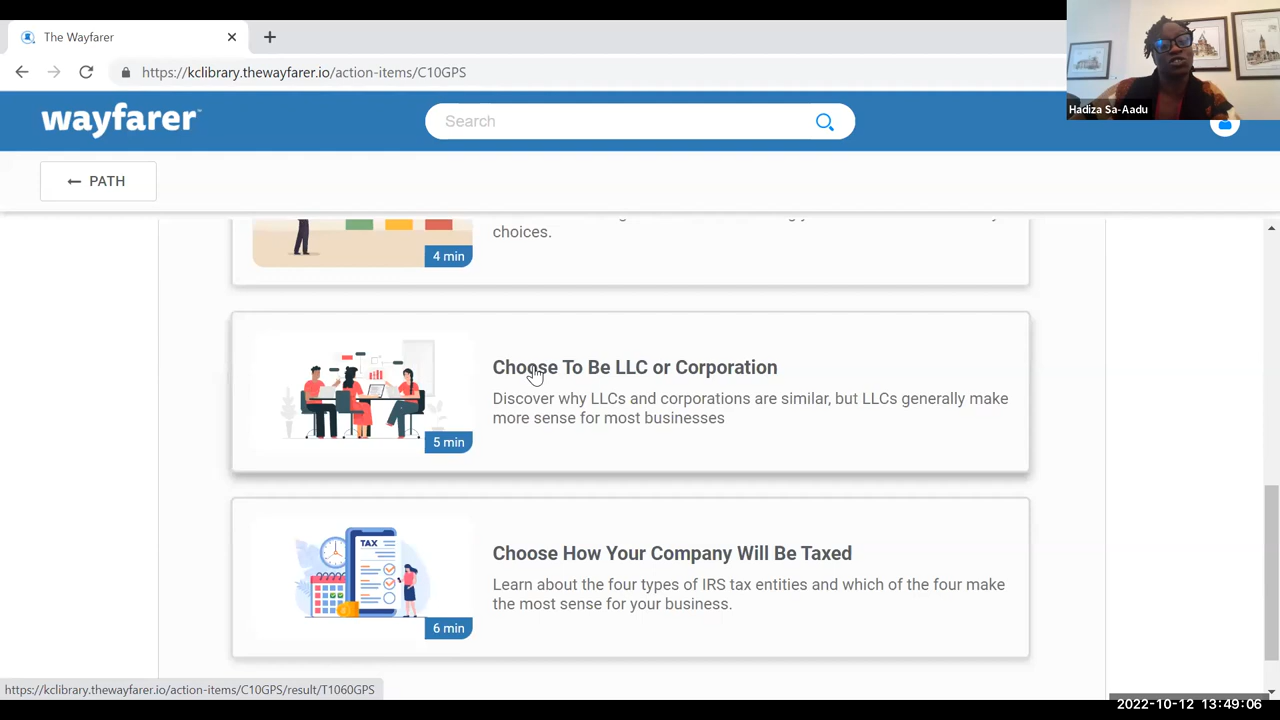 The Wayfarer
https://kclibrary.thewayfarer.io/action-items/C10GPS
Hadiza Sa-Aadu
wayfarer™
Search
← PATH
choices.
4 min
Choose To Be LLC or Corporation
Discover why LLCs and corporations are similar, but LLCs generally make
more sense for most businesses
5 min
TAX
Choose How Your Company Will Be Taxed
Learn about the four types of IRS tax entities and which of the four make
the most sense for your business.
6 min
https://kclibrary.thewayfarer.io/action-items/C10GPS/result/T1060GPS
2022-10-12 13:49:06